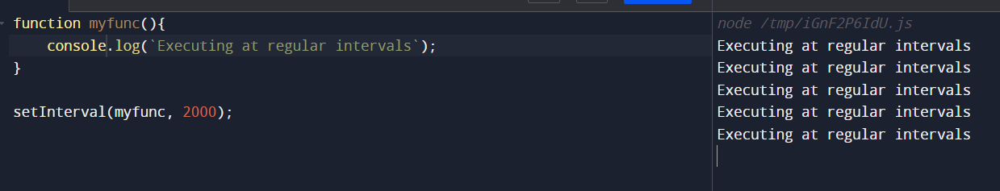 function myfunc(){
    console.log(`Executing at regular intervals`);
}
setInterval(myfunc, 2000);
node /tmp/iGnF2P6IdU.js
Executing at regular intervals
Executing at regular intervals
Executing at regular intervals
Executing at regular intervals
Executing at regular intervals